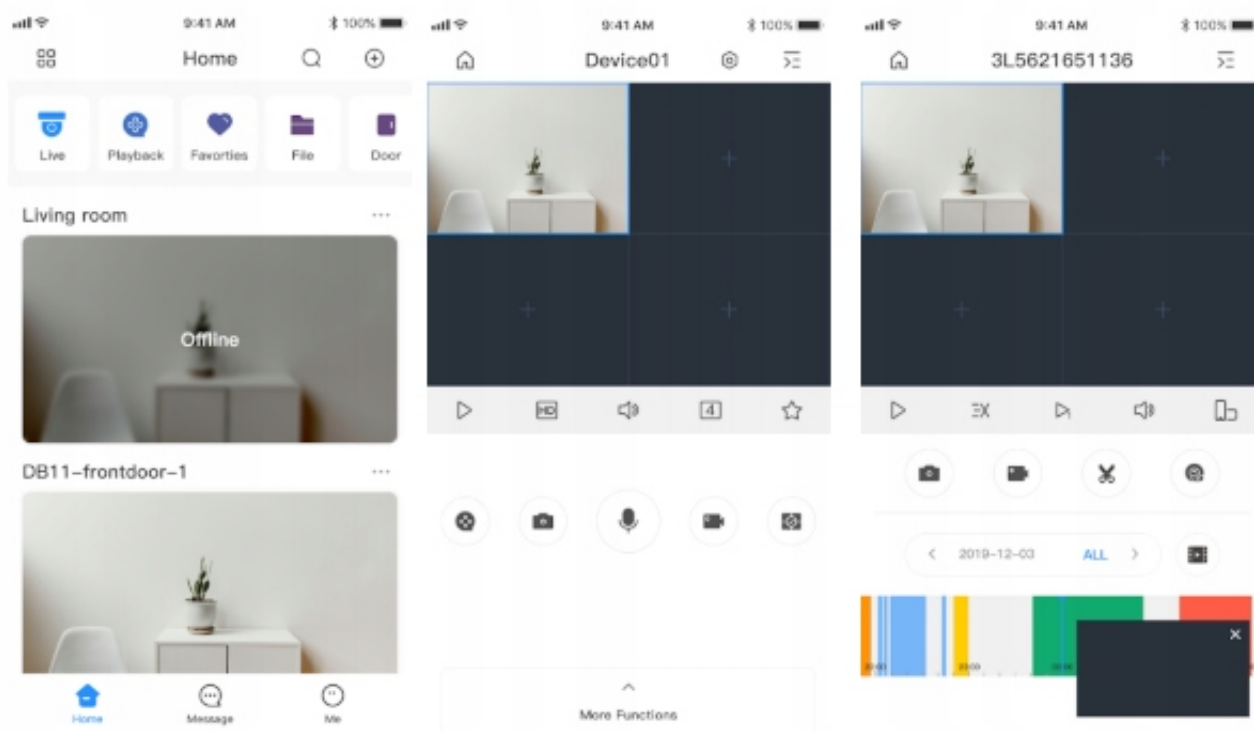 9:41 AM
100%
Home
Live
Playback
Favorties
File
Door
Living room
Offline
DB11-frontdoor-1
Home
Message
Me
9:41 AM
100%
Device01
HD
4
More Functions
9:41 AM
100%
3L5621651136
2019-12-03
ALL